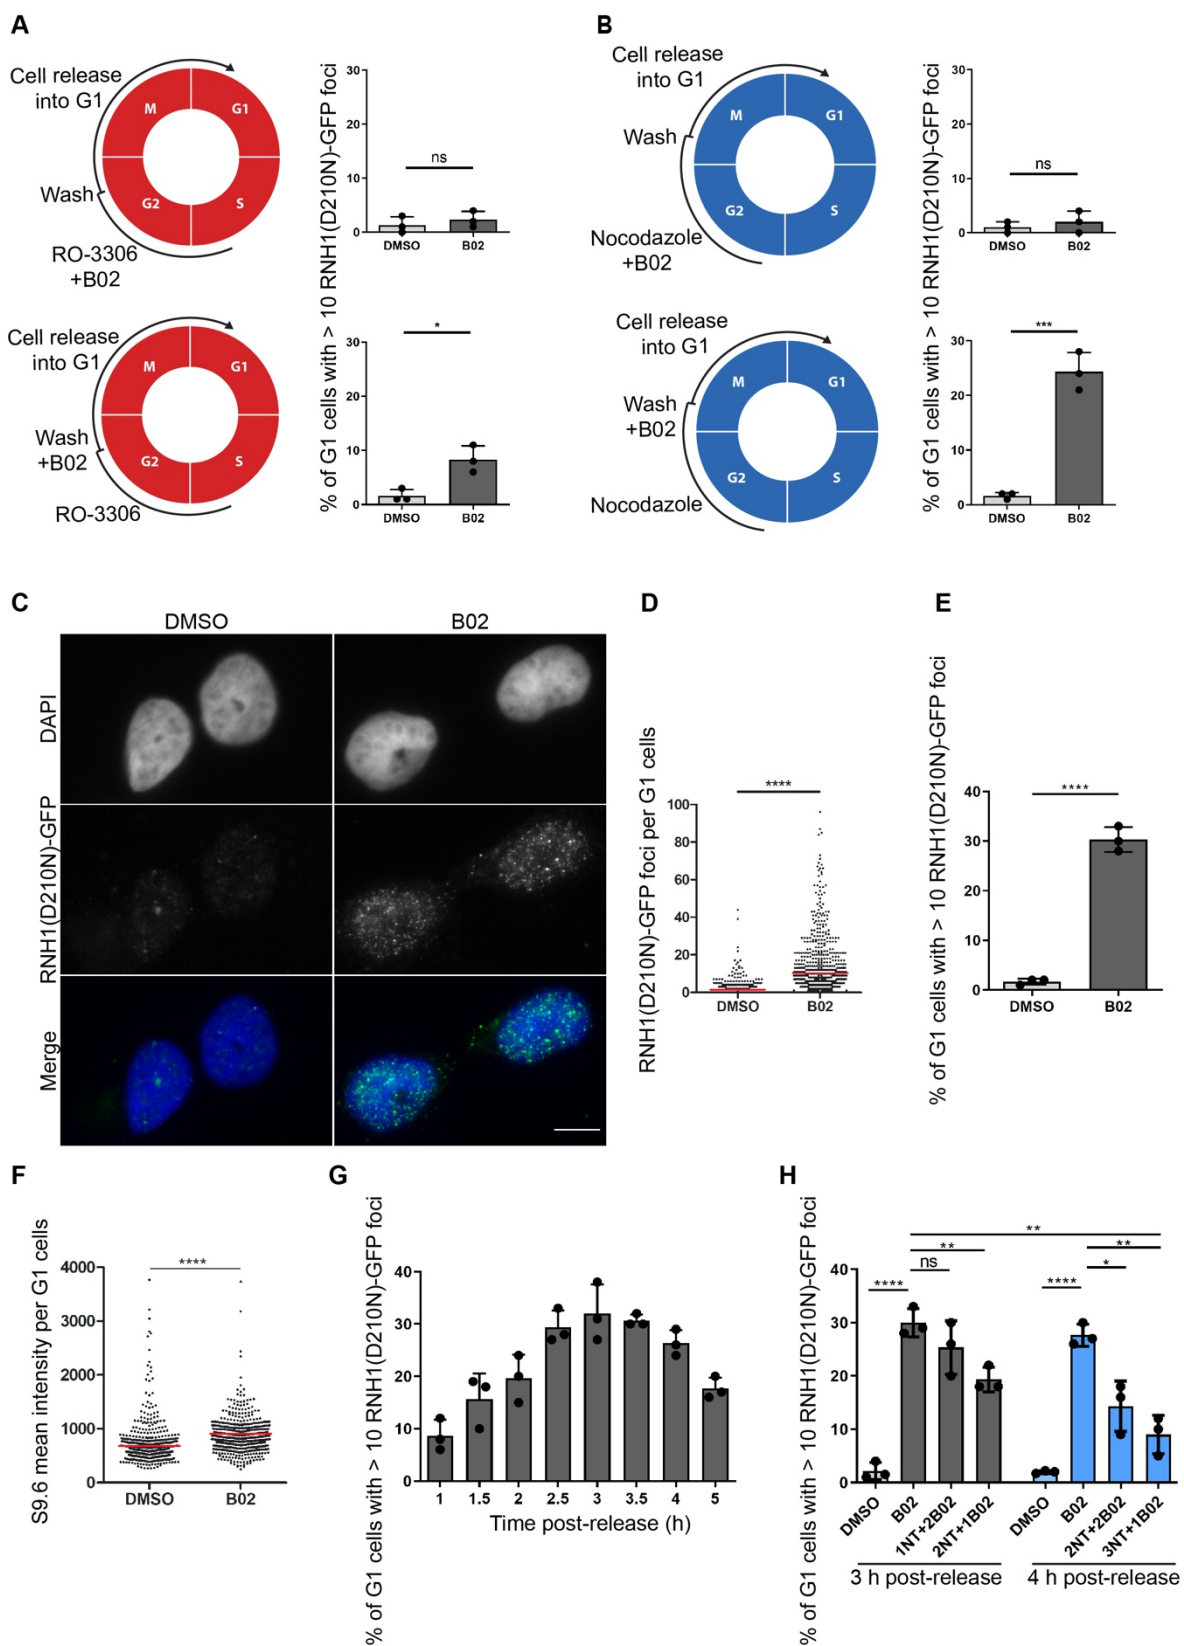 A
Cell release
into G1
M
G1
G2
S
Wash
RO-3306
+B02
Cell release
into G1
M
G1
G2
S
Wash
+B02
RO-3306
% of G1 cells with > 10 RNH1(D210N)-GFP foci
30
20
10
0
ns
DMSO
B02
30
20
10
0
*
DMSO
B02
B
Cell release
into G1
M
G1
G2
S
Wash
Nocodazole
+B02
Cell release
into G1
M
G1
G2
S
Wash
+B02
Nocodazole
% of G1 cells with > 10 RNH1(D210N)-GFP foci
30
20
10
0
ns
DMSO
B02
30
20
10
0
***
DMSO
B02
C
DMSO
B02
DAPI
RNH1(D210N)-GFP
Merge
D
RNH1(D210N)-GFP foci per G1 cells
100
80
60
40
20
0
****
DMSO
B02
E
% of G1 cells with > 10 RNH1(D210N)-GFP foci
40
30
20
10
0
****
DMSO
B02
F
S9.6 mean intensity per G1 cells
4000
3000
2000
1000
0
****
DMSO
B02
G
% of G1 cells with > 10 RNH1(D210N)-GFP foci
40
30
20
10
0
1
1.5
2
2.5
3
3.5
4
5
Time post-release (h)
H
% of G1 cells with > 10 RNH1(D210N)-GFP foci
40
30
20
10
0
**
**
**
ns
*
****
****
DMSO
B02
1NT+2B02
2NT+1B02
DMSO
B02
2NT+2B02
3NT+1B02
3 h post-release
4 h post-release